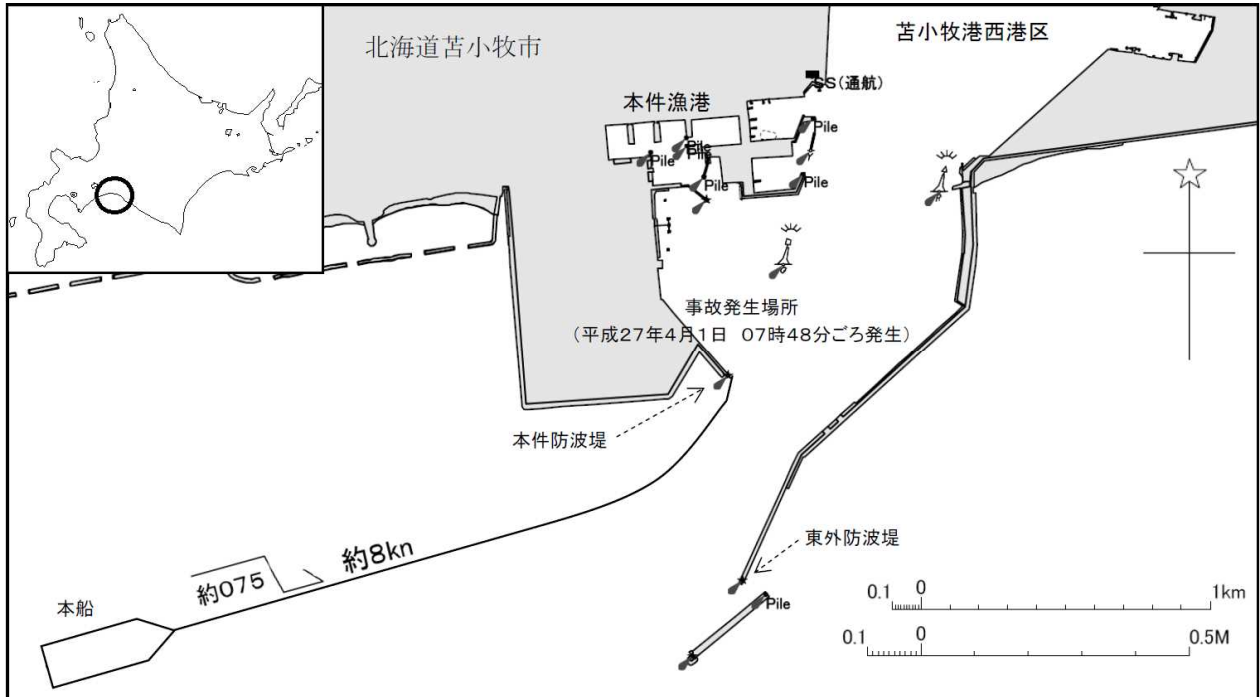 北海道苫小牧市
苫小牧港西港区
SS(通航)
本件漁港
Pile
Pile
Pile
Pile
Pile
R
G
事故発生場所
(平成27年4月1日 07時48分ごろ発生)
本件防波堤
東外防波堤
約8kn
約075
本船
Pile
0.1 0 1km
0.1 0 0.5M